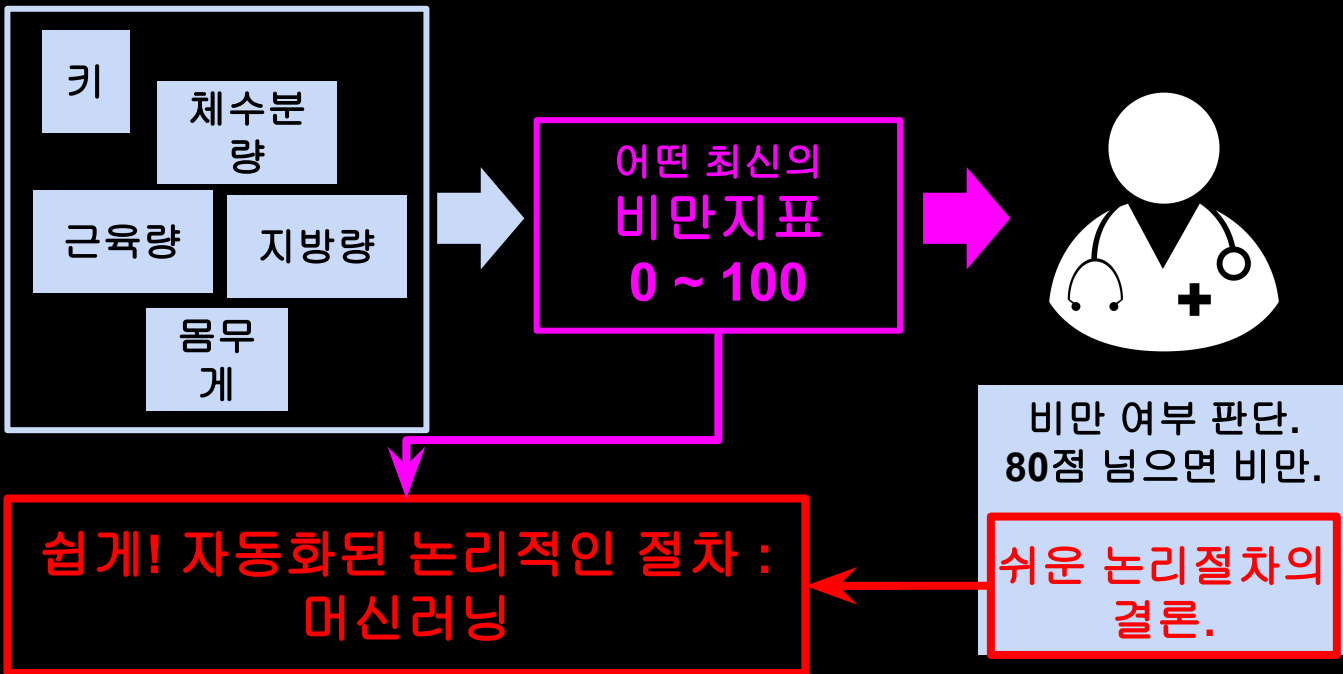 키
체수분
량
근육량
지방량
몸무
게
어떤 최신의
비만지표
0 ~ 100
비만 여부 판단.
80점 넘으면 비만.
쉬운 논리절차의
결론.
쉽게! 자동화된 논리적인 절차 :
머신러닝